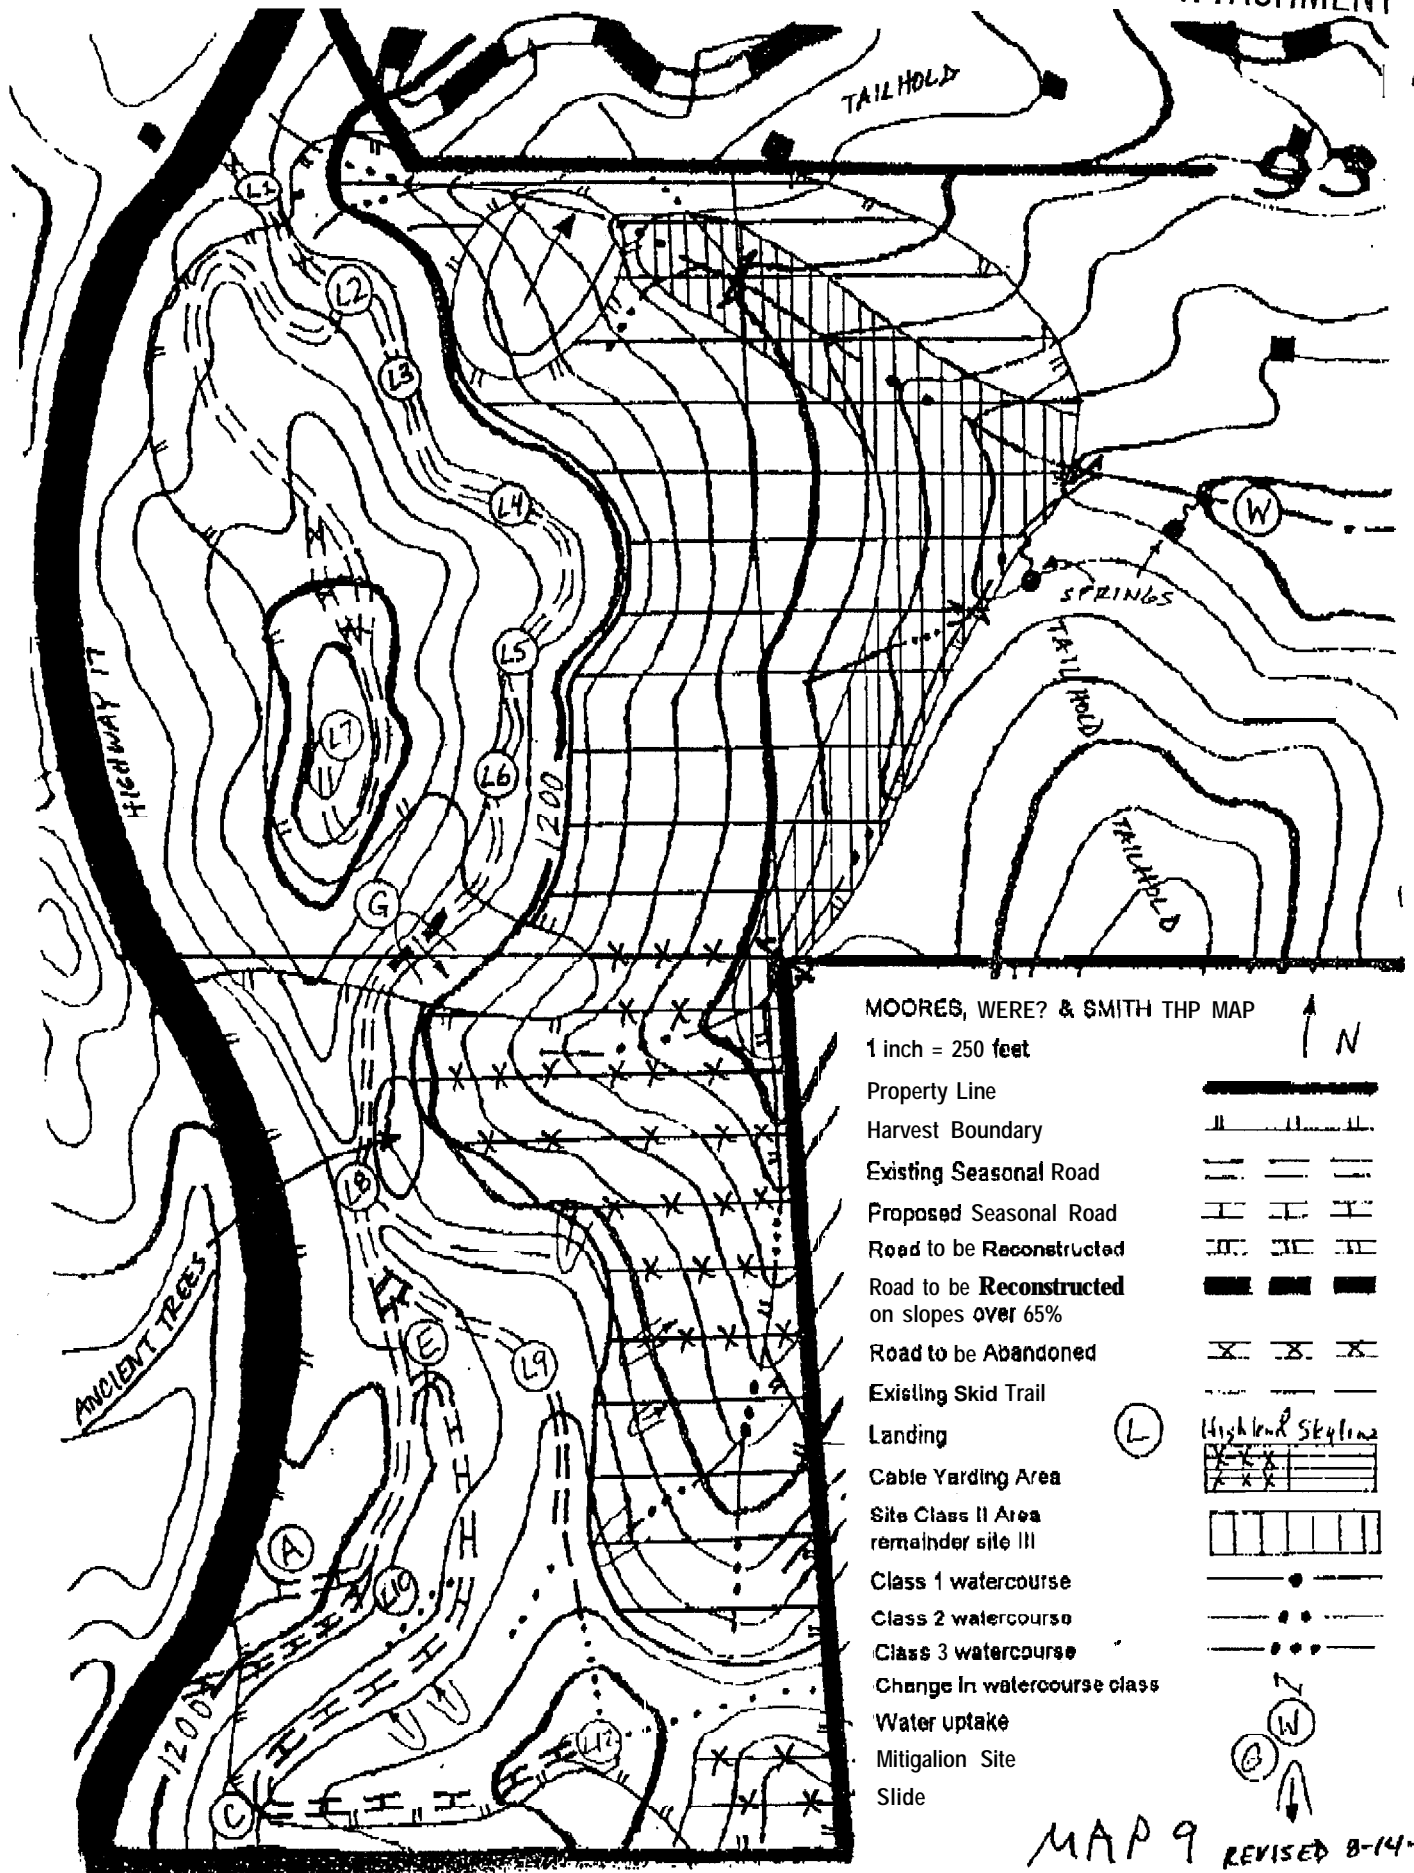 TAILHOLD
L1
L2
L3
L4
W
SPRINGS
TAILHOLD
L5
HIGHWAY 17
L7
L6
1200
TAILHOLD
G
MOORES, WERE? & SMITH THP MAP
1 inch = 250 feet
N
Property Line
Harvest Boundary
Existing Seasonal Road
L8
Proposed Seasonal Road
Road to be Reconstructed
Road to be Reconstructed
on slopes over 65%
ANCIENT TREES
E
Road to be Abandoned
L9
Existing Skid Trail
Landing
L
Highlead Skyline
Cable Yarding Area
Site Class II Area
remainder site III
A
L10
Class 1 watercourse
Class 2 watercourse
Class 3 watercourse
Change in watercourse class
1200
Water uptake
W
L12
Mitigation Site
Slide
C
MAP 9 REVISED 8-14-